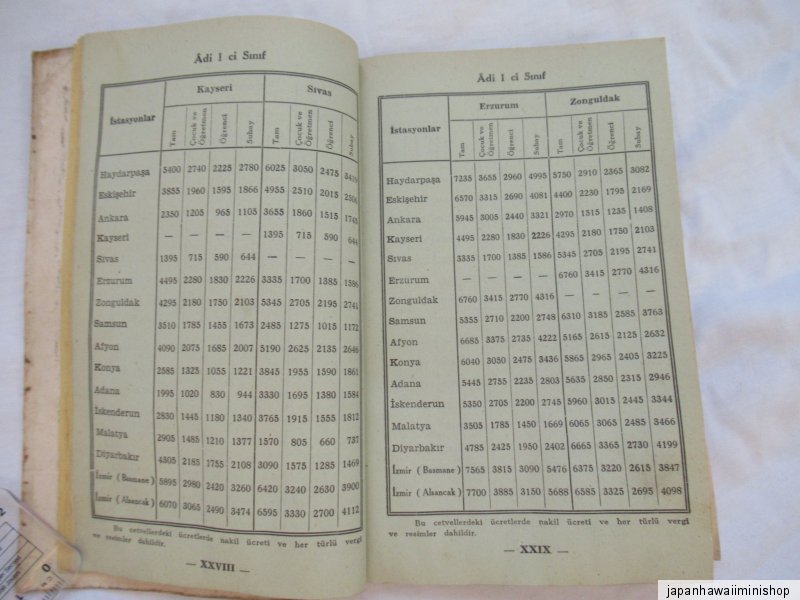 Âdi 1 ci Sınıf
İstasyonlar Kayseri Sıvas
Tam Çocuk ve Öğretmen Öğrenci Subay Tam Çocuk ve Öğretmen Öğrenci Subay
Haydarpaşa 5400 2740 2225 2780 6025 3050 2475
Eskişehir 3855 1960 1595 1866 4955 2510 2015 2506
Ankara 2350 1205 965 1105 3655 1860 1515 1745
Kayseri — — — — 1395 715 590 644
Sıvas 1395 715 590 644 — — — —
Erzurum 4495 2280 1830 2226 3335 1700 1385 1586
Zonguldak 4295 2180 1750 2103 5345 2705 2195 2741
Samsun 3510 1785 1455 1673 2485 1275 1015 1172
Afyon 4090 2075 1685 2007 5190 2625 2135 2646
Konya 2585 1325 1055 1221 3845 1955 1590 1861
Adana 1995 1020 830 944 3330 1695 1380 1584
İskenderun 2830 1445 1180 1340 3765 1915 1555 1812
Malatya 2905 1485 1210 1377 1570 805 660 737
Diyarbakır 4305 2185 1755 2108 3090 1575 1285 1469
İzmir ( Basmane ) 5895 2980 2420 3260 6420 3240 2630 3900
İzmir ( Alsancak ) 6070 3065 2490 3474 6595 3330 2700 4112
Bu cetvellerdeki ücretlerde nakil ücreti ve her türlü vergi
ve resimler dahildir.
— XXVIII —
Âdi 1 ci Sınıf
İstasyonlar Erzurum Zonguldak
Tam Çocuk ve Öğretmen Öğrenci Subay Tam Çocuk ve Öğretmen Öğrenci Subay
Haydarpaşa 7235 3655 2960 4995 5750 2910 2365 3082
Eskişehir 6570 3315 2690 4081 4400 2230 1795 2169
Ankara 5945 3005 2440 3321 2970 1515 1235 1408
Kayseri 4495 2280 1830 2226 4295 2180 1750 2103
Sıvas 3335 1700 1385 1586 5345 2705 2195 2741
Erzurum — — — — 6760 3415 2770 4316
Zonguldak 6760 3415 2770 4316 — — — —
Samsun 5355 2710 2200 2748 6310 3185 2585 3763
Afyon 6685 3375 2735 4222 5165 2615 2125 2632
Konya 6040 3050 2475 3436 5865 2965 2405 3225
Adana 5445 2755 2235 2803 5635 2850 2315 2946
İskenderun 5350 2705 2200 2745 5960 3015 2445 3344
Malatya 3505 1785 1450 1669 6065 3065 2485 3466
Diyarbakır 4785 2425 1950 2402 6665 3365 2730 4199
İzmir ( Basmane ) 7565 3815 3090 5476 6375 3220 2615 3847
İzmir ( Alsancak ) 7700 3885 3150 5688 6585 3325 2695 4098
Bu cetvellerdeki ücretlerde nakil ücreti ve her türlü vergi
ve resimler dahildir.
— XXIX —
japanhawaiiminishop